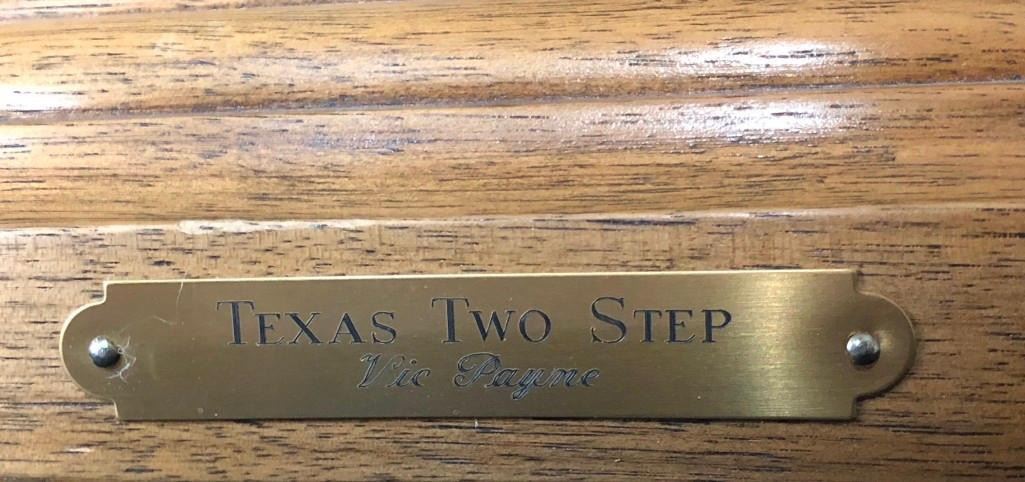 Texas Two Step
Vic Payne